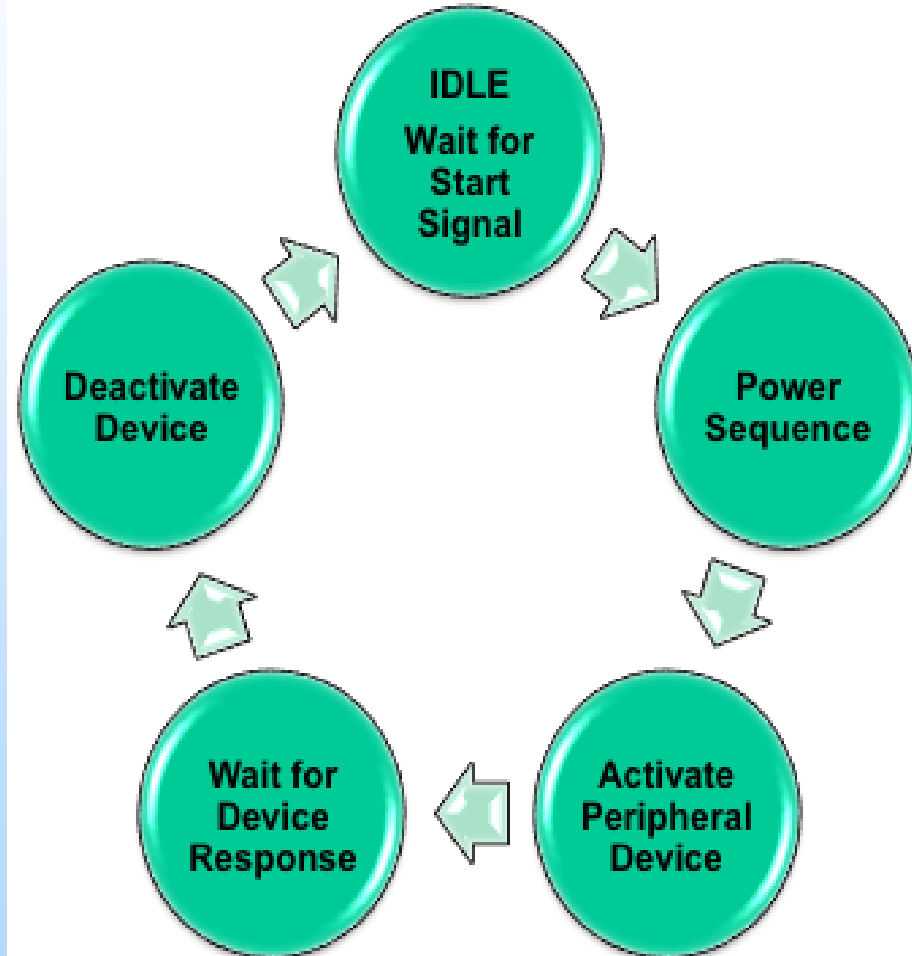 IDLE
Wait for
Start
Signal
Power
Sequence
Activate
Peripheral
Device
Wait for
Device
Response
Deactivate
Device